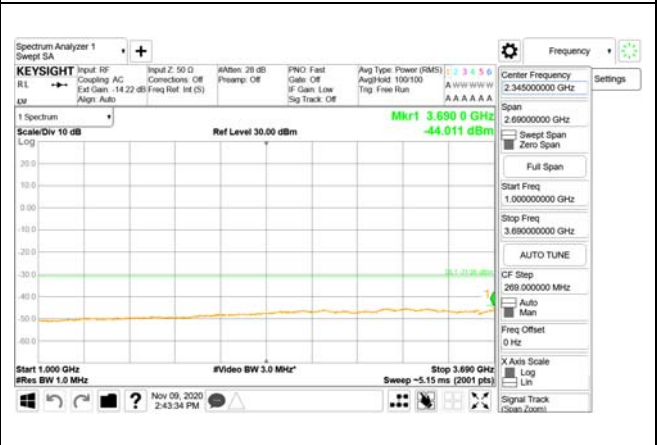 Spectrum Analyzer 1
Swept SA
+
Frequency
KEYSIGHT
RL
Input: RF
Coupling: AC
Ext Gain: -14.22 dB
Align: Auto
Input Z: 50 Ω
Corrections: Off
Freq Ref: Int (S)
#Atten: 28 dB
Preamp: Off
PNO: Fast
Gate: Off
IF Gain: Low
Sig Track: Off
Avg Type: Power (RMS)
Avg|Hold: 100/100
Trig: Free Run
1 2 3 4 5 6
A W W W W W
A A A A A A
1 Spectrum
Scale/Div 10 dB
Ref Level 30.00 dBm
Mkr1 3.690 0 GHz
-44.011 dBm
Log
20.0
10.0
0.00
-10.0
-20.0
-30.0
-40.0
-50.0
-60.0
1
Start 1.000 GHz
#Res BW 1.0 MHz
#Video BW 3.0 MHz*
Stop 3.690 GHz
Sweep ~5.15 ms (2001 pts)
?
Nov 09, 2020
2:43:34 PM
Center Frequency
2.345000000 GHz
Span
2.69000000 GHz
Swept Span
Zero Span
Full Span
Start Freq
1.000000000 GHz
Stop Freq
3.690000000 GHz
AUTO TUNE
CF Step
269.000000 MHz
Auto
Man
Freq Offset
0 Hz
X Axis Scale
Log
Lin
Signal Track
(Span Zoom)
Settings